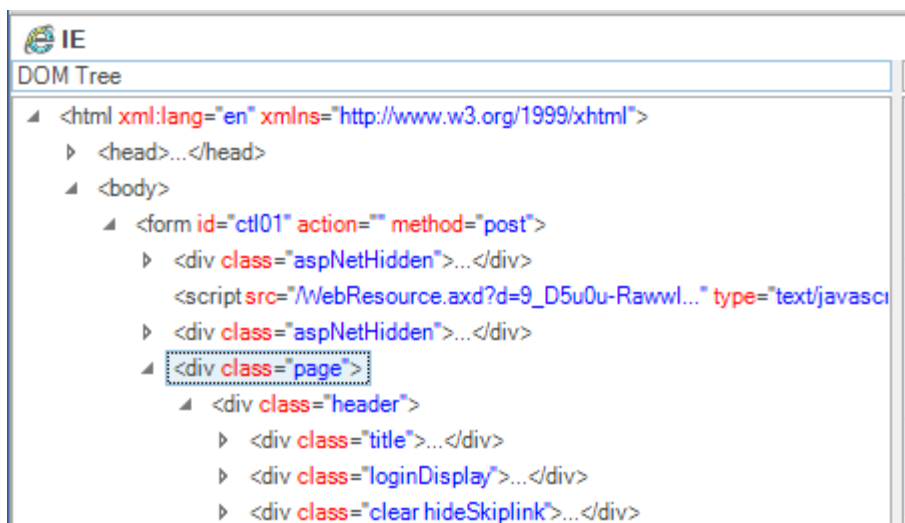 IE
DOM Tree
<html xml:lang="en" xmlns="http://www.w3.org/1999/xhtml">
<head>...</head>
<body>
<form id="ctl01" action="" method="post">
<div class="aspNetHidden">...</div>
<script src="/WebResource.axd?d=9_D5u0u-Rawwl..." type="text/javascr
<div class="aspNetHidden">...</div>
<div class="page">
<div class="header">
<div class="title">...</div>
<div class="loginDisplay">...</div>
<div class="clear hideSkiplink">...</div>